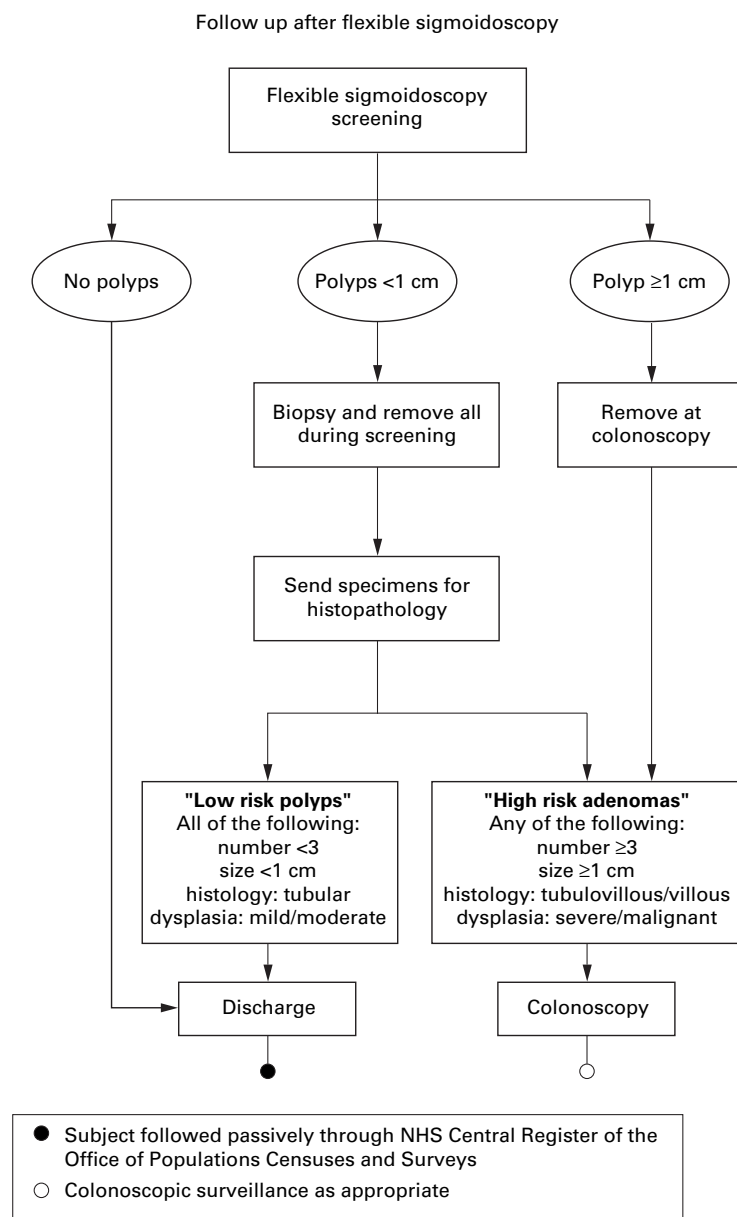 Follow up after flexible sigmoidoscopy
Flexible sigmoidoscopy
screening
No polyps
Polyps <1 cm
Polyp ≥1 cm
Biopsy and remove all
during screening
Remove at
colonoscopy
Send specimens for
histopathology
"Low risk polyps"
All of the following:
number <3
size <1 cm
histology: tubular
dysplasia: mild/moderate
"High risk adenomas"
Any of the following:
number ≥3
size ≥1 cm
histology: tubulovillous/villous
dysplasia: severe/malignant
Discharge
Colonoscopy
Subject followed passively through NHS Central Register of the
Office of Populations Censuses and Surveys
Colonoscopic surveillance as appropriate